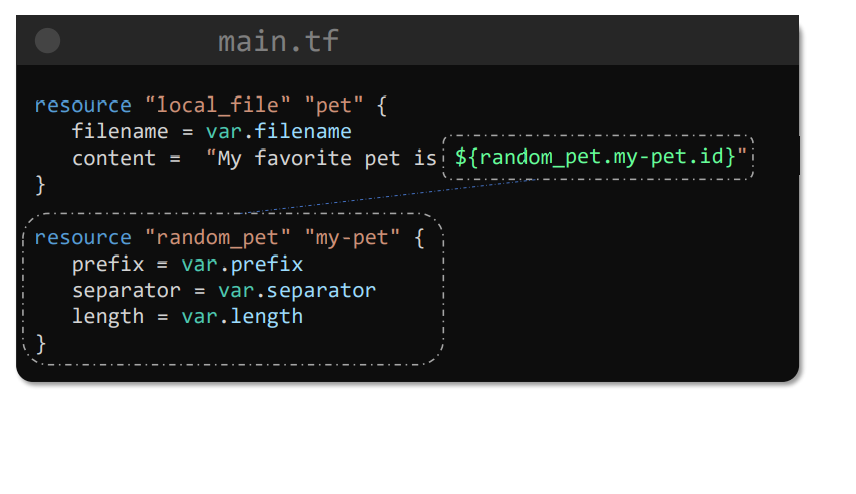 main.tf
resource “local_file" "pet" {
filename = var.filename
content = “My favorite pet is ${random_pet.my-pet.id}"
}
resource "random_pet" "my-pet" {
prefix = var.prefix
separator = var.separator
length = var.length
}